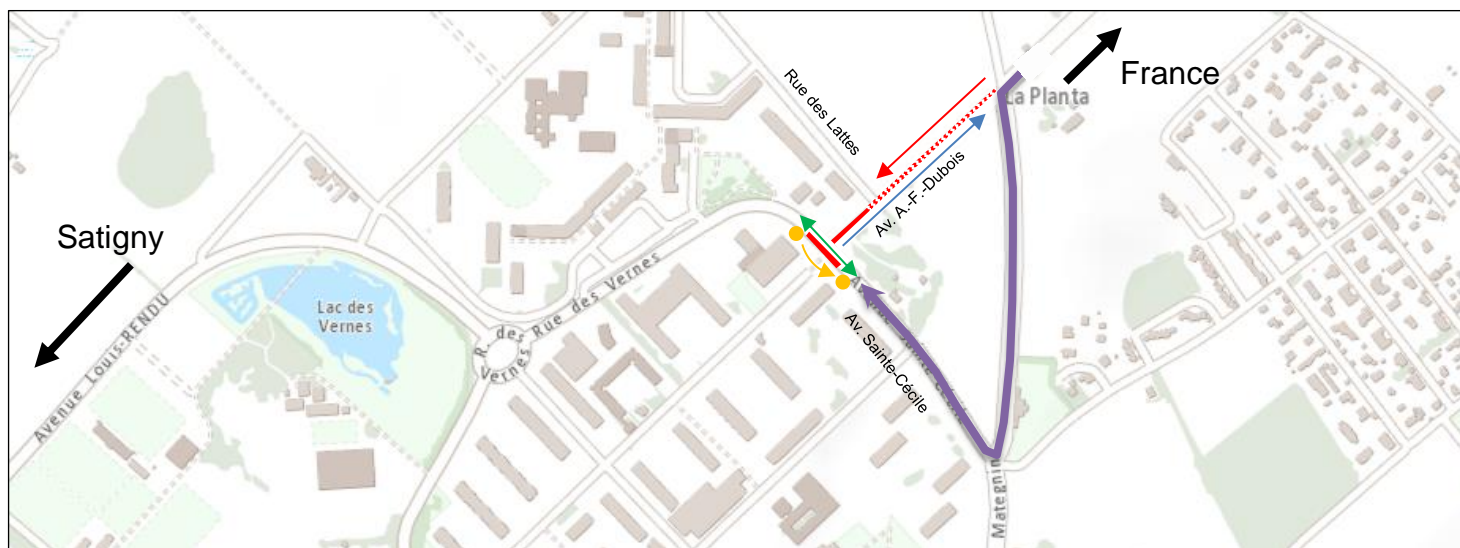 France
La Planta
Rue des Lattes
Av. A.-F.-Dubois
Satigny
Lac des
Vernes
R. des
Vernes
Rue des Vernes
Avenue Louis-RENDU
Av. Sainte-Cécile
Mategnin